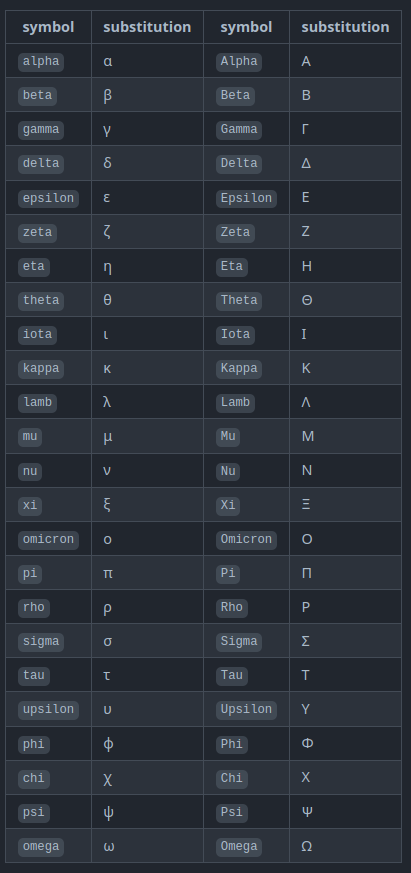 symbol substitution symbol substitution
alpha α Alpha Α
beta β Beta Β
gamma γ Gamma Γ
delta δ Delta Δ
epsilon ε Epsilon Ε
zeta ζ Zeta Ζ
eta η Eta Η
theta θ Theta Θ
iota ι Iota Ι
kappa κ Kappa Κ
lamb λ Lamb Λ
mu μ Mu Μ
nu ν Nu Ν
xi ξ Xi Ξ
omicron ο Omicron Ο
pi π Pi Π
rho ρ Rho Ρ
sigma σ Sigma Σ
tau τ Tau Τ
upsilon υ Upsilon Υ
phi ϕ Phi Φ
chi χ Chi Χ
psi ψ Psi Ψ
omega ω Omega Ω